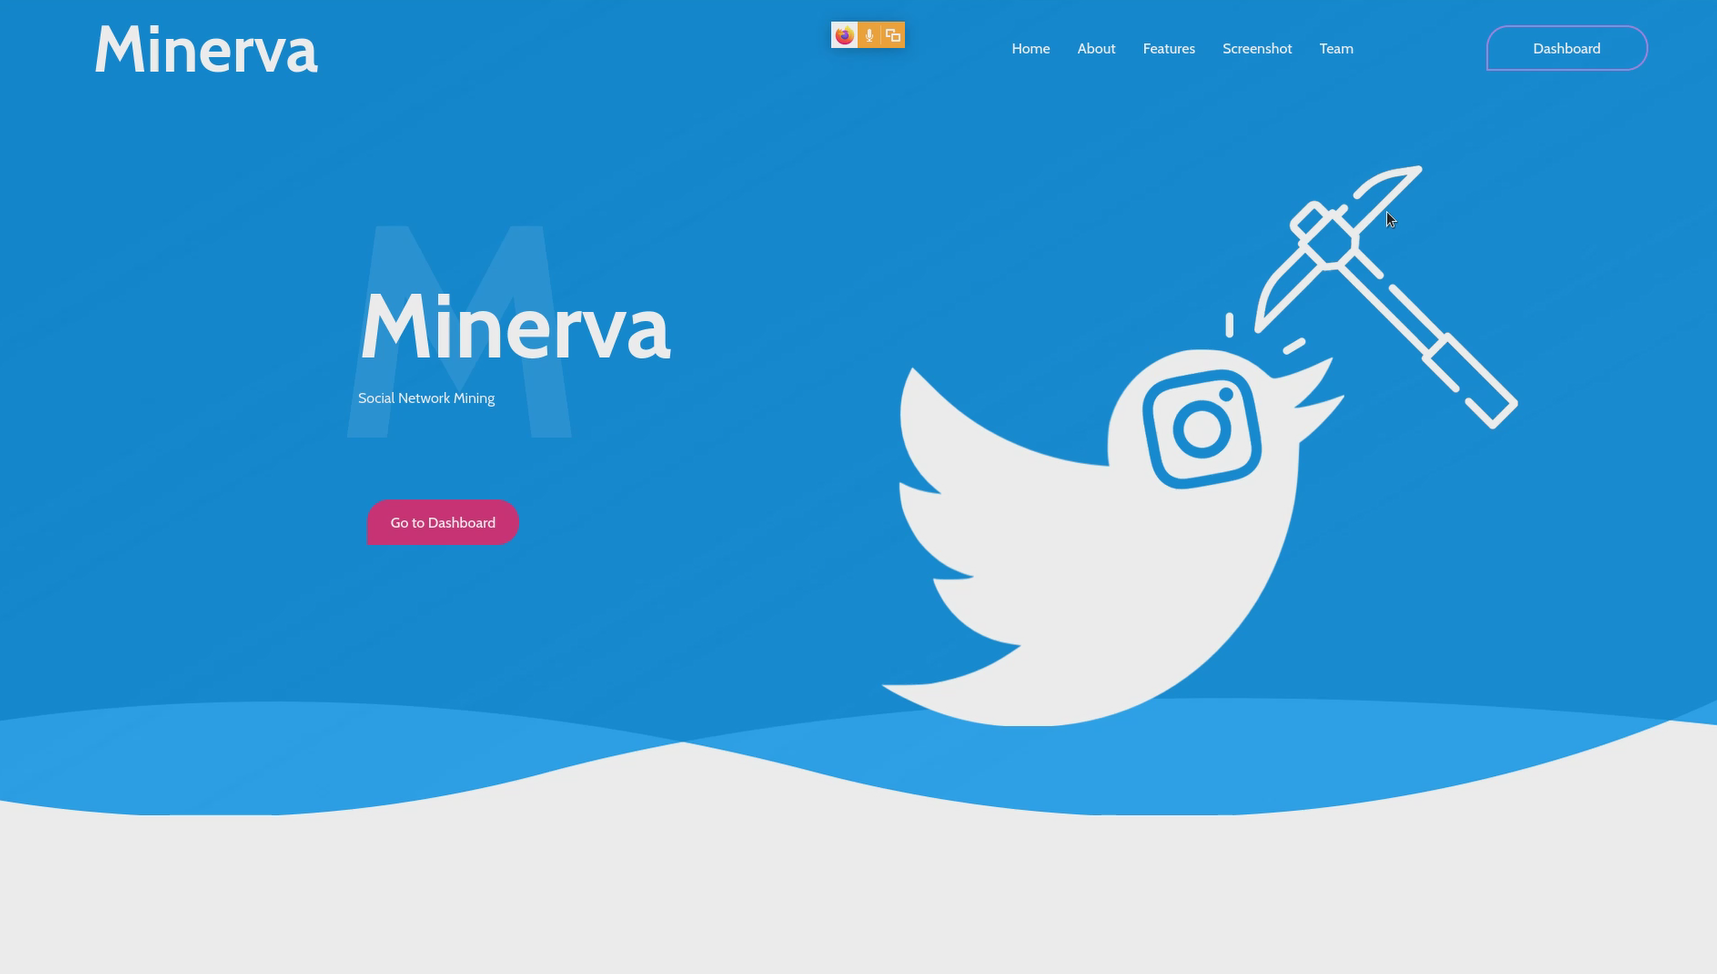 Minerva
Home About Features Screenshot Team Dashboard
M
Minerva
Social Network Mining
Go to Dashboard